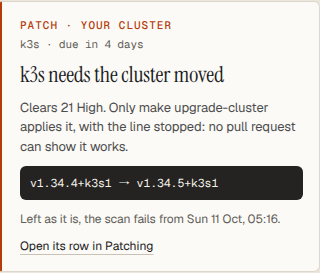 PATCH · YOUR CLUSTER
k3s · due in 4 days
k3s needs the cluster moved
Clears 21 High. Only make upgrade-cluster
applies it, with the line stopped: no pull request
can show it works.
v1.34.4+k3s1 → v1.34.5+k3s1
Left as it is, the scan fails from Sun 11 Oct, 05:16.
Open its row in Patching